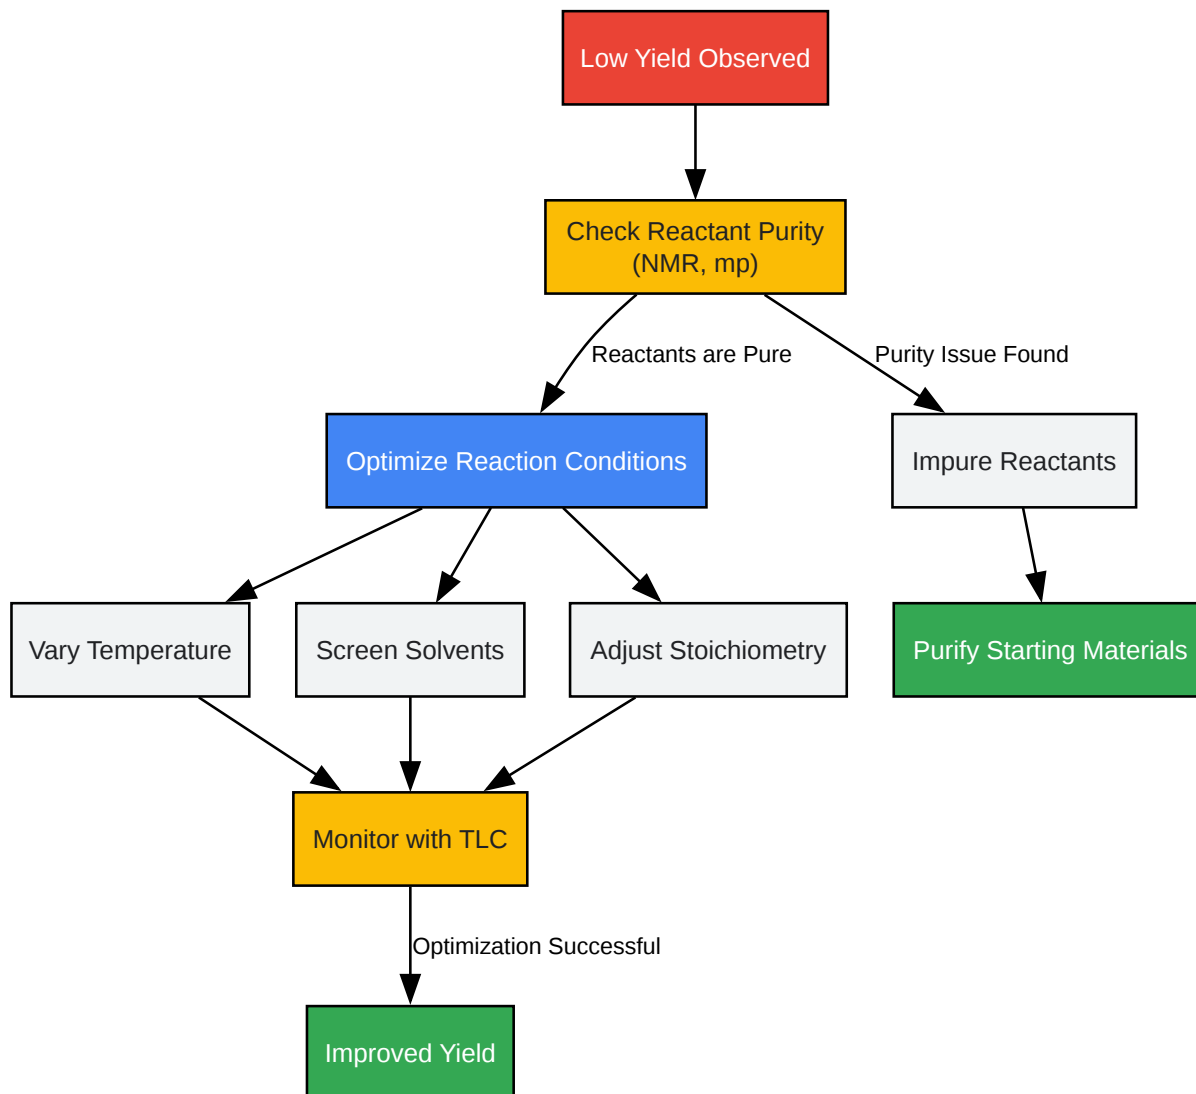 Low Yield Observed
Check Reactant Purity
(NMR, mp)
Reactants are Pure
Purity Issue Found
Optimize Reaction Conditions
Impure Reactants
Vary Temperature
Screen Solvents
Adjust Stoichiometry
Purify Starting Materials
Monitor with TLC
Optimization Successful
Improved Yield